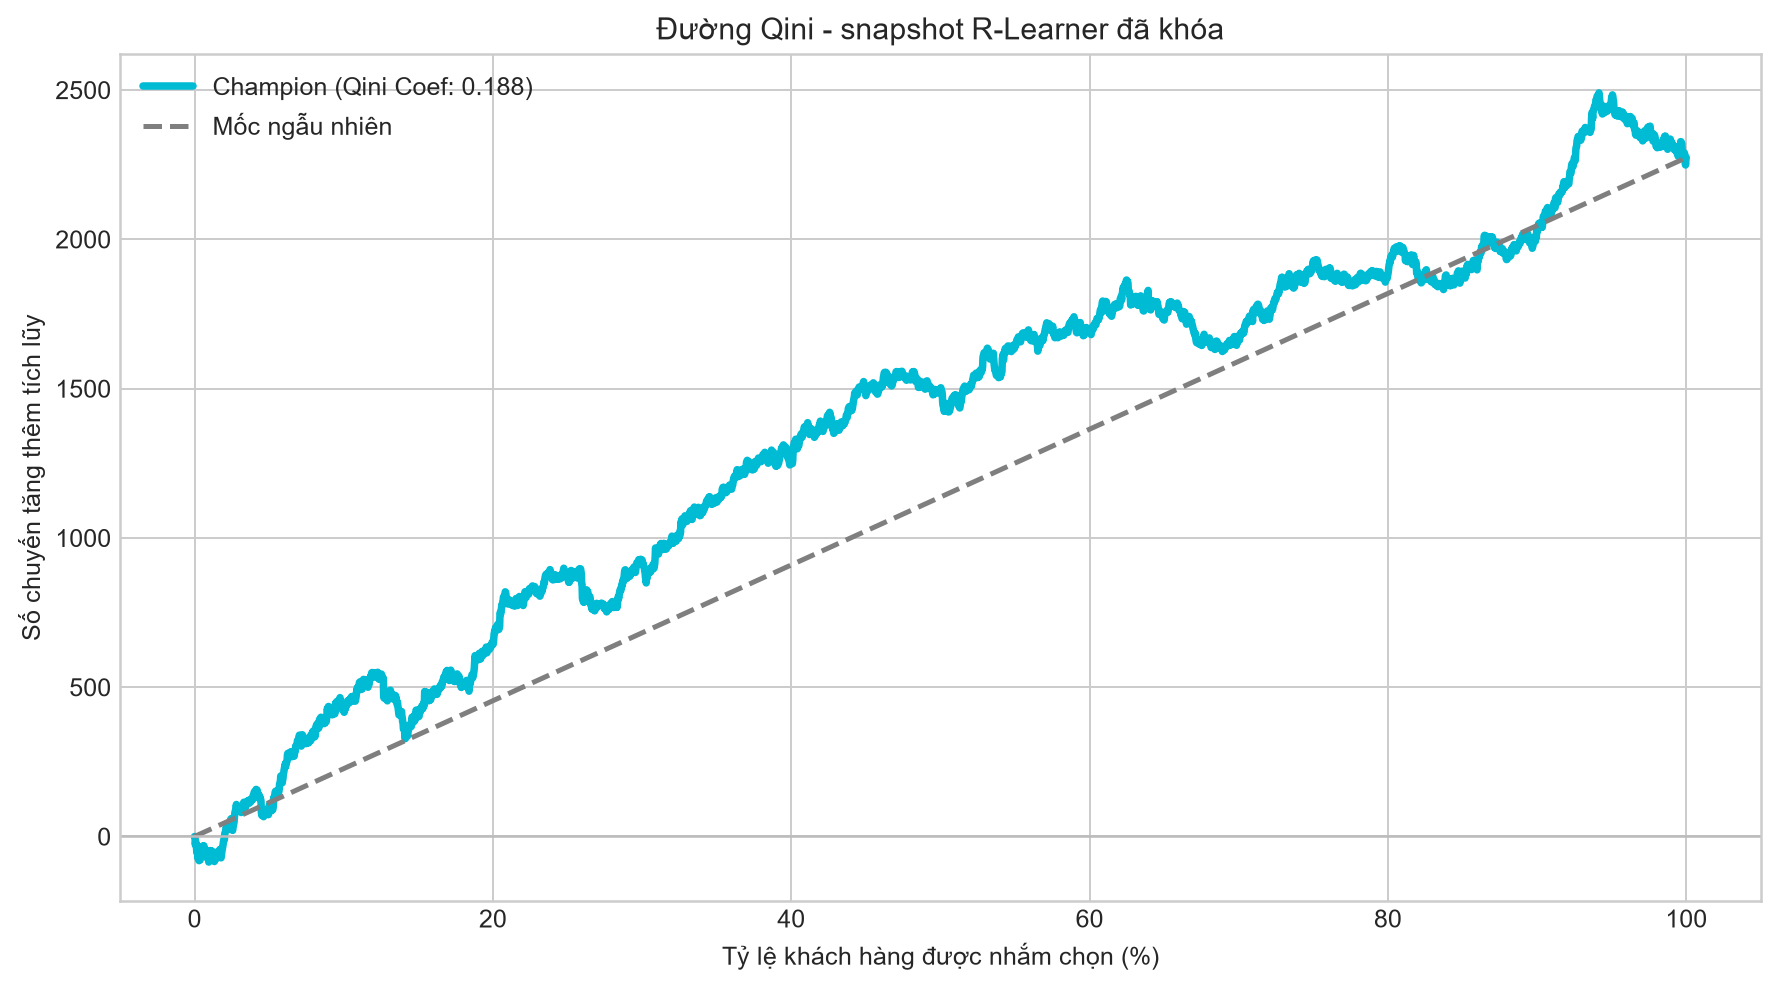 Đường Qini - snapshot R-Learner đã khóa
Champion (Qini Coef: 0.188)
Mốc ngẫu nhiên
Số chuyến tăng thêm tích lũy
2500
2000
1500
1000
500
0
0 20 40 60 80 100
Tỷ lệ khách hàng được nhắm chọn (%)